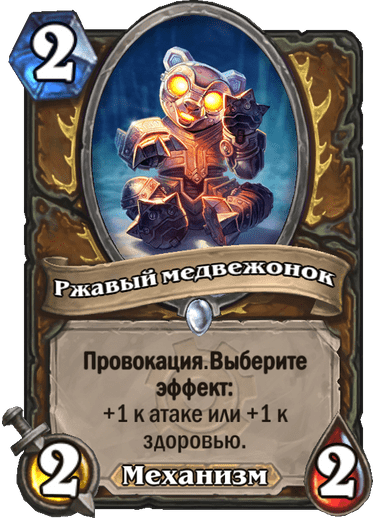 2
Ржавый медвежонок
Провокация.Выберите
эффект:
+1 к атаке или +1 к
здоровью.
2
Механизм
2